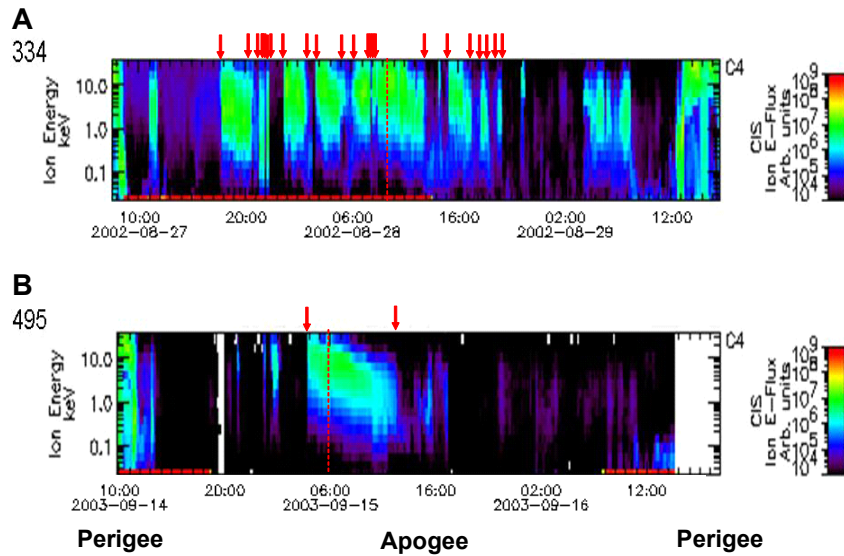 A
334
C4
Ion Energy
keV
10.0
1.0
0.1
10:00 20:00 06:00 16:00 02:00 12:00
2002-08-27 2002-08-28 2002-08-29
CIS
Ion E-Flux
Arb. units
10^9
10^8
10^7
10^6
10^5
10^4
B
495
C4
Ion Energy
keV
10.0
1.0
0.1
10:00 20:00 06:00 16:00 02:00 12:00
2003-09-14 2003-09-15 2003-09-16
CIS
Ion E-Flux
Arb. units
10^9
10^8
10^7
10^6
10^5
10^4
Perigee Apogee Perigee